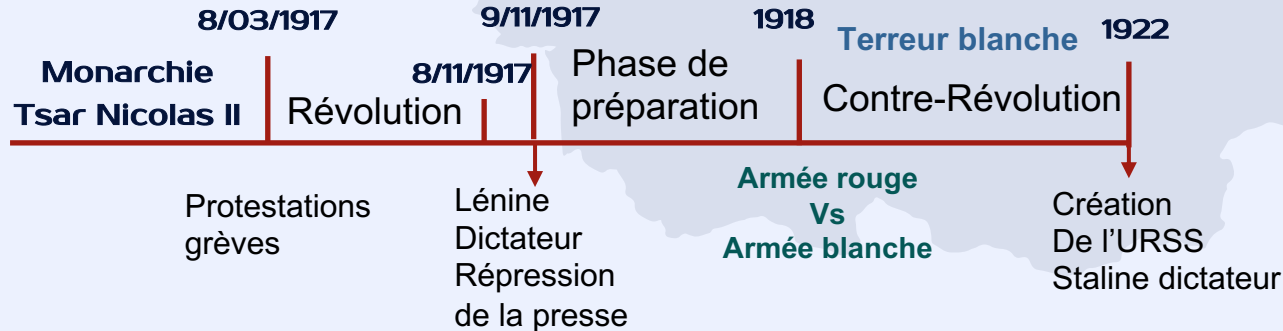 8/03/1917
9/11/1917
1918
1922
Terreur blanche
Monarchie
Tsar Nicolas II
Révolution
8/11/1917
Phase de
préparation
Contre-Révolution
Protestations
grèves
Lénine
Dictateur
Répression
de la presse
Armée rouge
Vs
Armée blanche
Création
De l’URSS
Staline dictateur